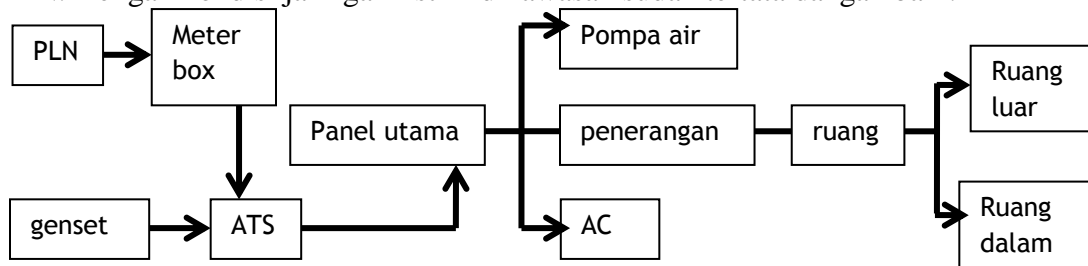 PLN
Meter
box
Pompa air
Ruang
luar
Panel utama
penerangan
ruang
genset
ATS
AC
Ruang
dalam